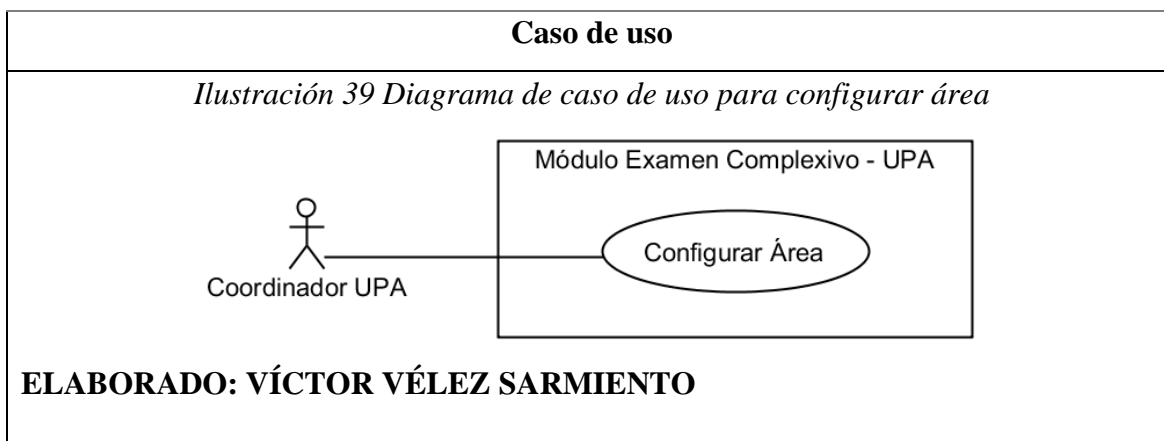 Caso de uso
Ilustración 39 Diagrama de caso de uso para configurar área
Módulo Examen Complexivo - UPA
Configurar Área
Coordinador UPA
ELABORADO: VÍCTOR VÉLEZ SARMIENTO